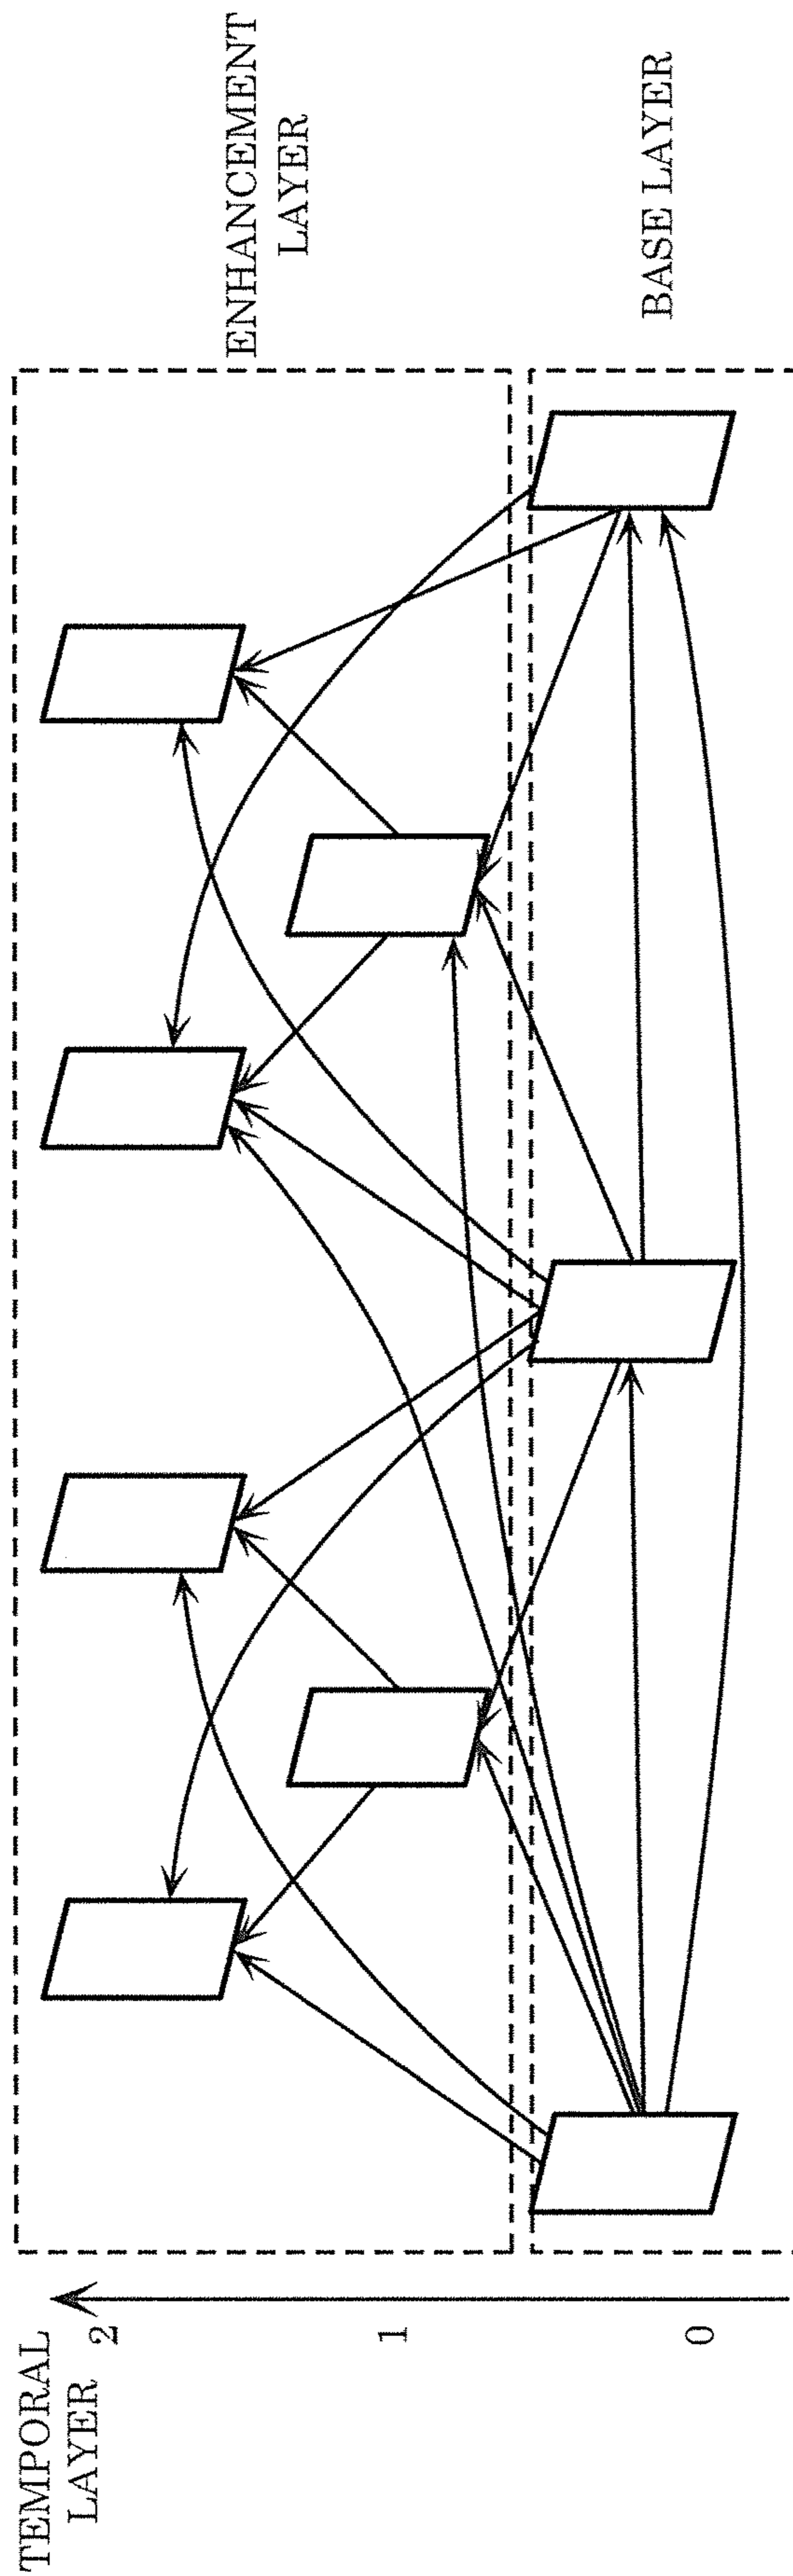 TEMPORAL
LAYER
2
1
0
ENHANCEMENT
LAYER
BASE LAYER